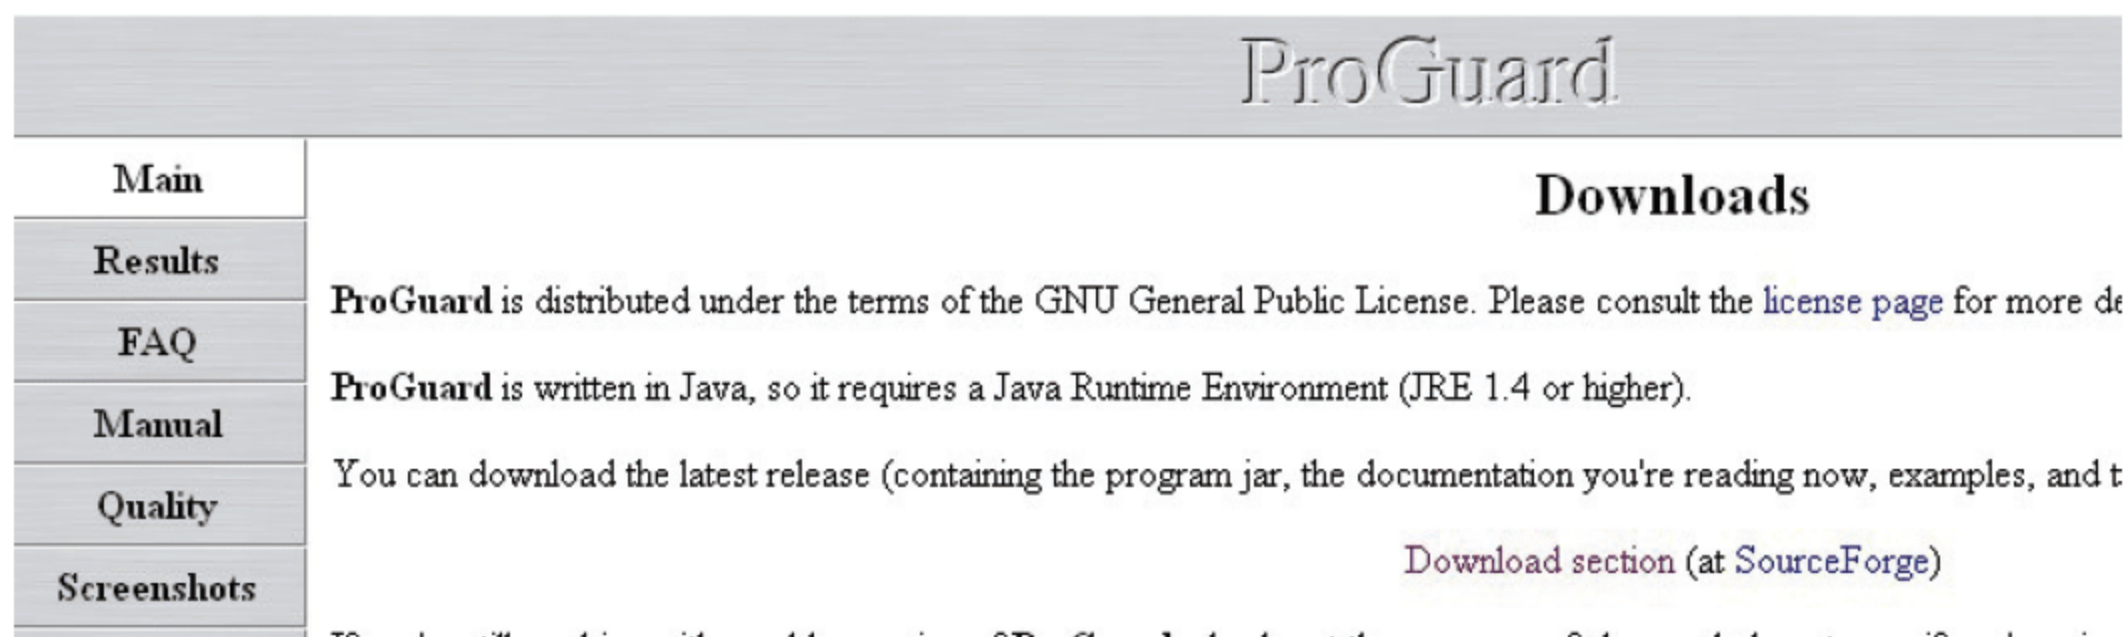 ProGuard
Main
Results
FAQ
Manual
Quality
Screenshots
Downloads
ProGuard is distributed under the terms of the GNU General Public License. Please consult the license page for more
ProGuard is written in Java, so it requires a Java Runtime Environment (JRE 1.4 or higher).
You can download the latest release (containing the program jar, the documentation you're reading now, examples, and
Download section (at SourceForge)